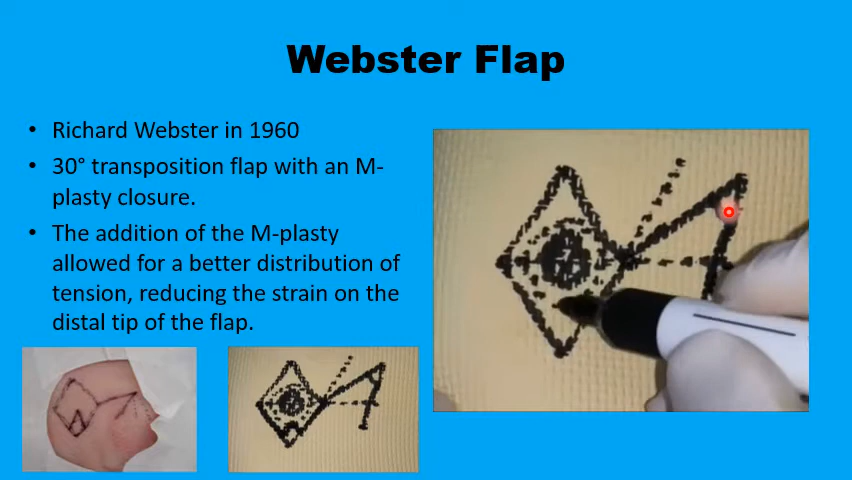 Webster Flap
• Richard Webster in 1960
• 30° transposition flap with an M-
plasty closure.
• The addition of the M-plasty
allowed for a better distribution of
tension, reducing the strain on the
distal tip of the flap.